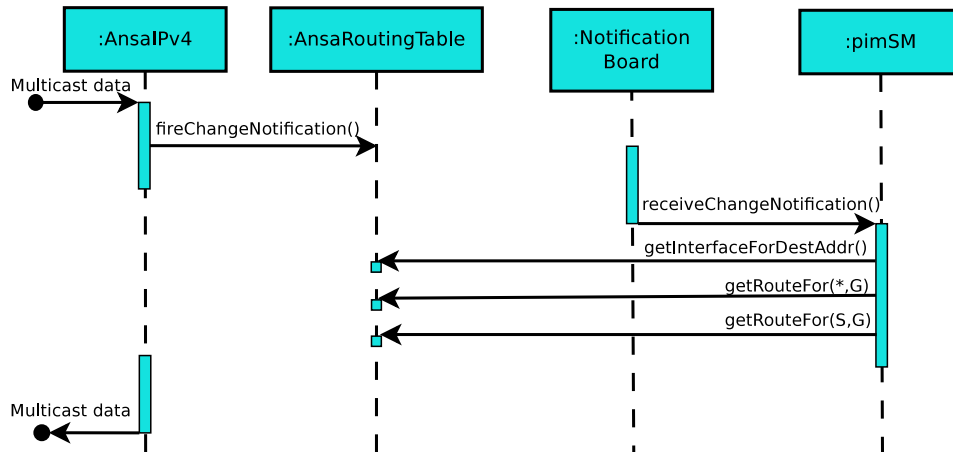 :AnsaIPv4
:AnsaRoutingTable
:Notification
Board
:pimSM
Multicast data
fireChangeNotification()
receiveChangeNotification()
getInterfaceForDestAddr()
getRouteFor(*,G)
getRouteFor(S,G)
Multicast data